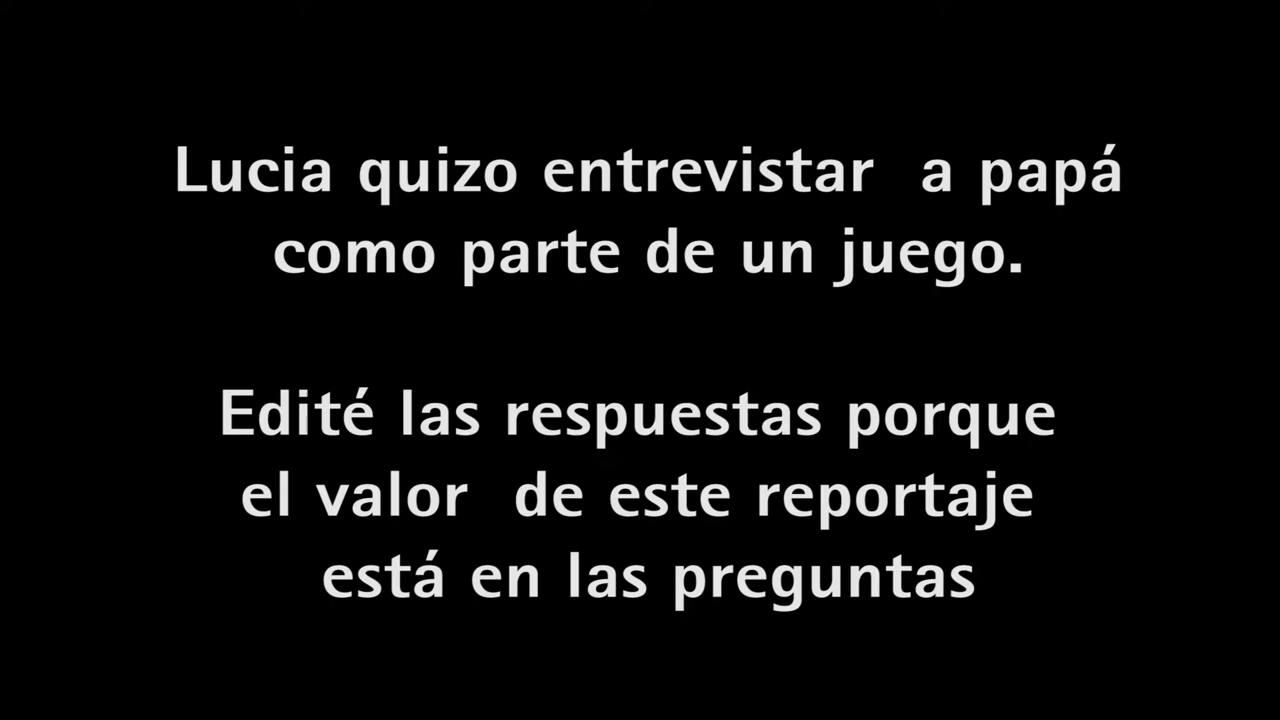 Lucia quizo entrevistar  a papá
como parte de un juego.
Edité las respuestas porque
el valor  de este reportaje
está en las preguntas